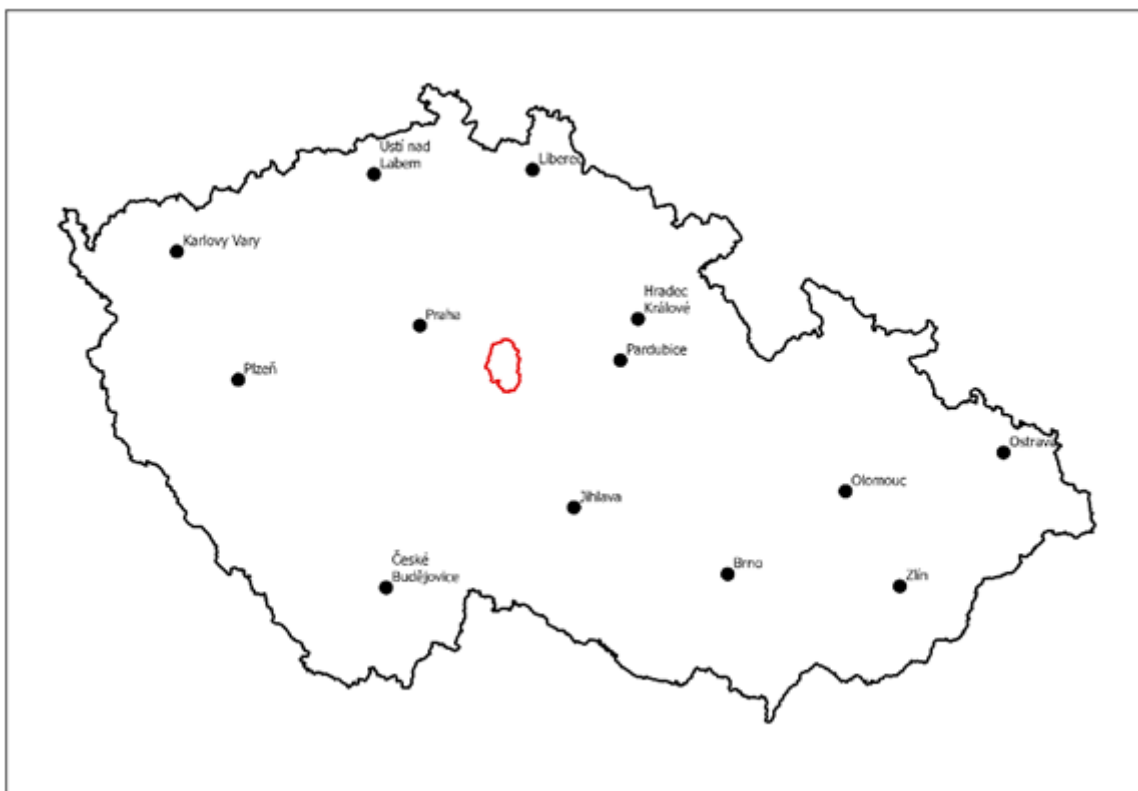 Ústí nad
Labem
Liberec
Karlovy Vary
Hradec
Králové
Praha
Pardubice
Plzeň
Ostrava
Olomouc
Jihlava
České
Budějovice
Brno
Zlín